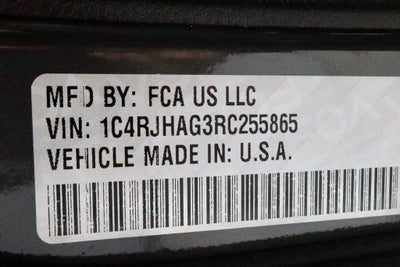 MFD BY: FCA US LLC
VIN: 1C4RJHAG3RC255865
VEHICLE MADE IN: U.S.A.